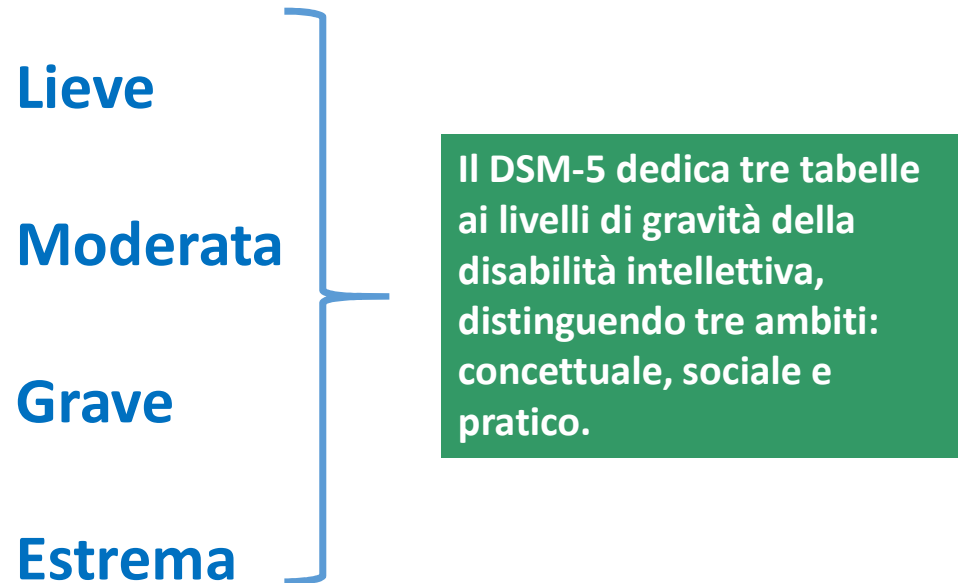 Lieve
Moderata
Grave
Estrema
Il DSM-5 dedica tre tabelle
ai livelli di gravità della
disabilità intellettiva,
distinguendo tre ambiti:
concettuale, sociale e
pratico.